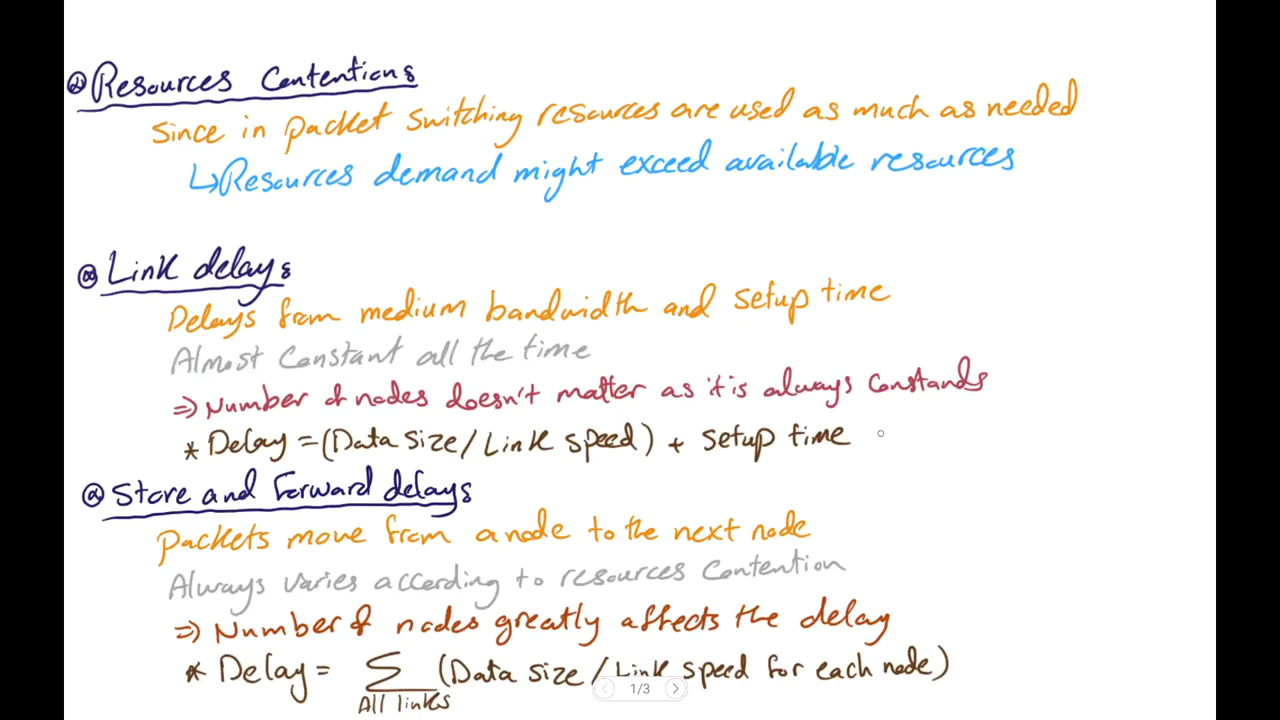 Resources Contentions
Since in packet switching resources are used as much as needed
↳Resources demand might exceed available resources
Link delays
Delays from medium bandwidth and setup time
Almost Constant all the time
⇒ Number of nodes doesn't matter as it is always constands
* Delay = (Data size / Link speed) + setup time
Store and Forward delays
Packets move from a node to the next node
Always varies according to resources Contention
⇒ Number of nodes greatly affects the delay
* Delay = ∑ (Data size / Link speed for each node)
All links
1/3